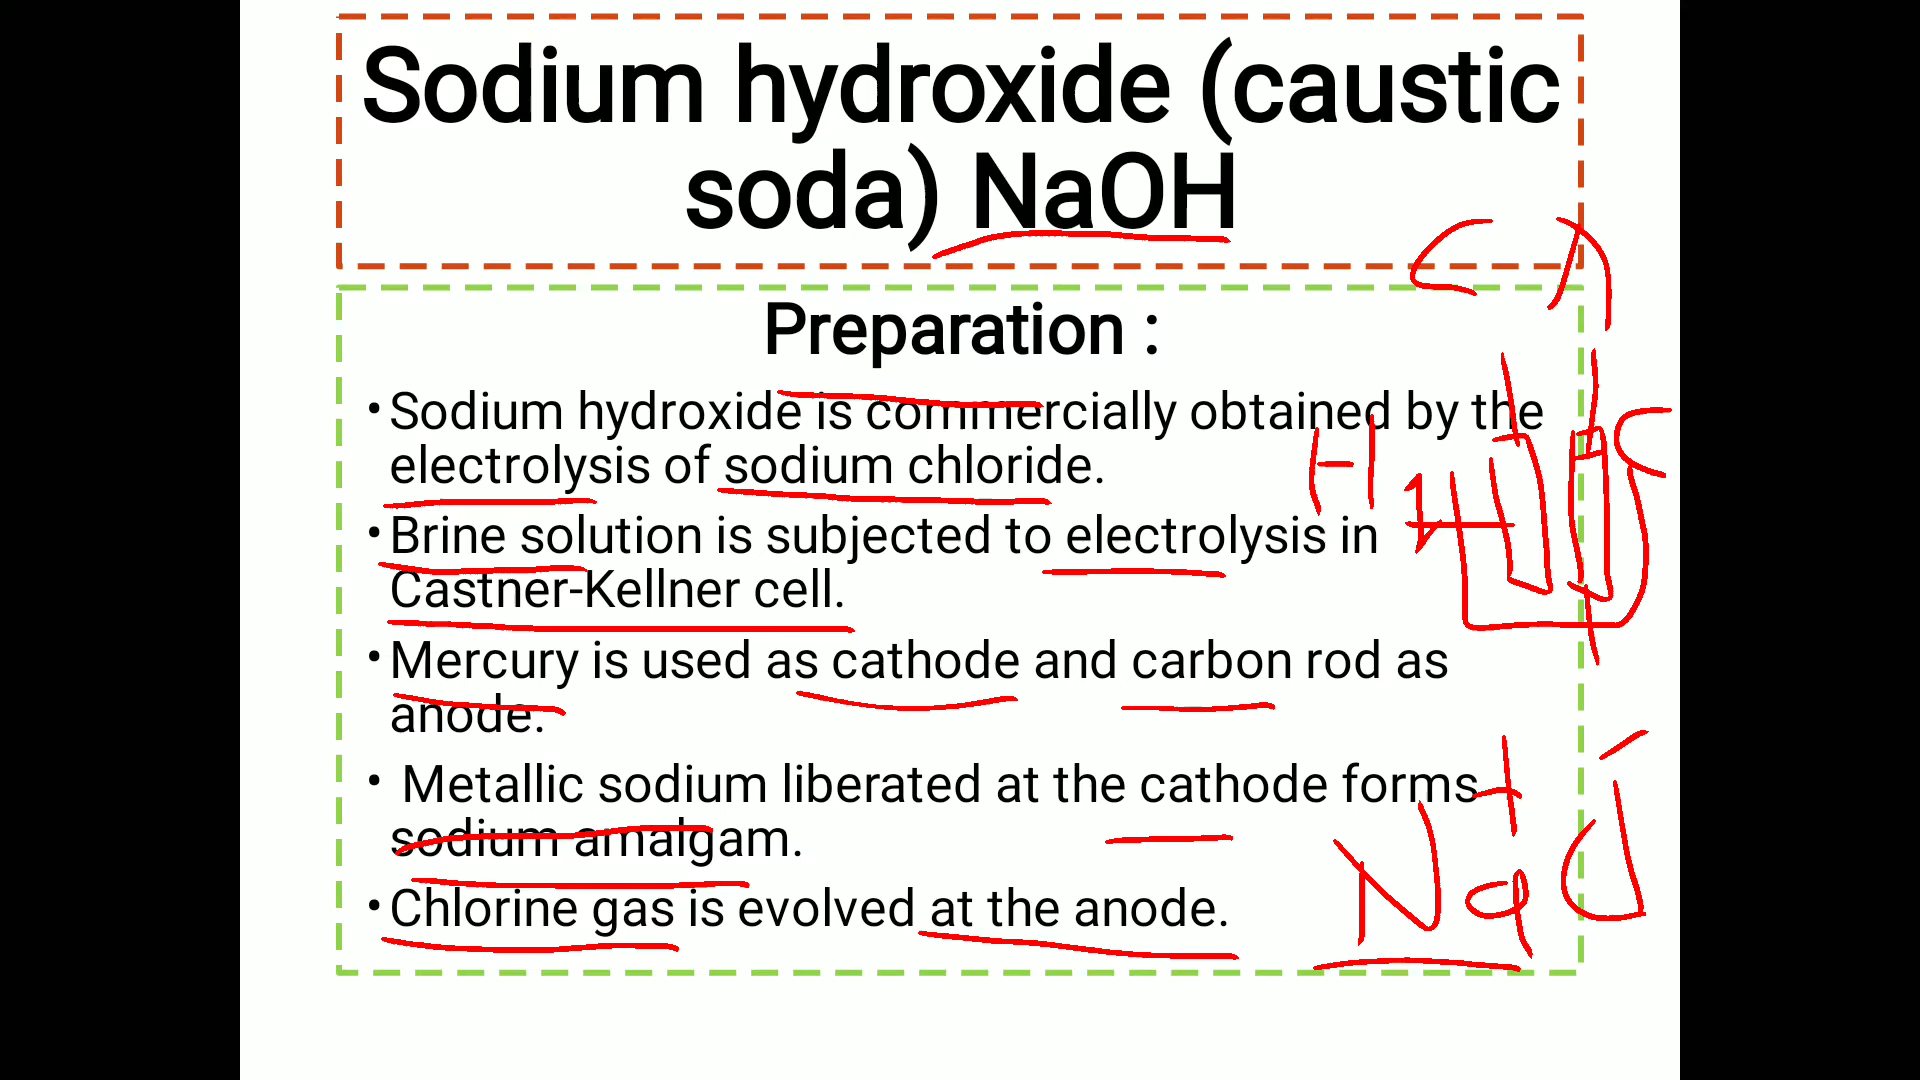 Sodium hydroxide (caustic
soda) NaOH
Preparation :
•Sodium hydroxide is commercially obtained by the
electrolysis of sodium chloride.
•Brine solution is subjected to electrolysis in
Castner-Kellner cell.
•Mercury is used as cathode and carbon rod as
anode.
• Metallic sodium liberated at the cathode forms
sodium amalgam.
•Chlorine gas is evolved at the anode.
Na+ Cl-